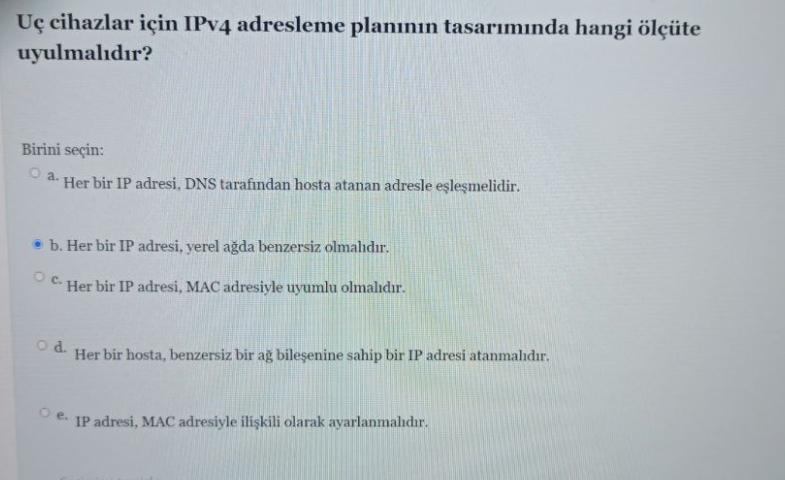 Uç cihazlar için IPv4 adresleme planının tasarımında hangi ölçüte
uyulmalıdır?
Birini seçin:
a. Her bir IP adresi, DNS tarafından hosta atanan adresle eşleşmelidir.
b. Her bir IP adresi, yerel ağda benzersiz olmalıdır.
c. Her bir IP adresi, MAC adresiyle uyumlu olmalıdır.
d. Her bir hosta, benzersiz bir ağ bileşenine sahip bir IP adresi atanmalıdır.
e. IP adresi, MAC adresiyle ilişkili olarak ayarlanmalıdır.